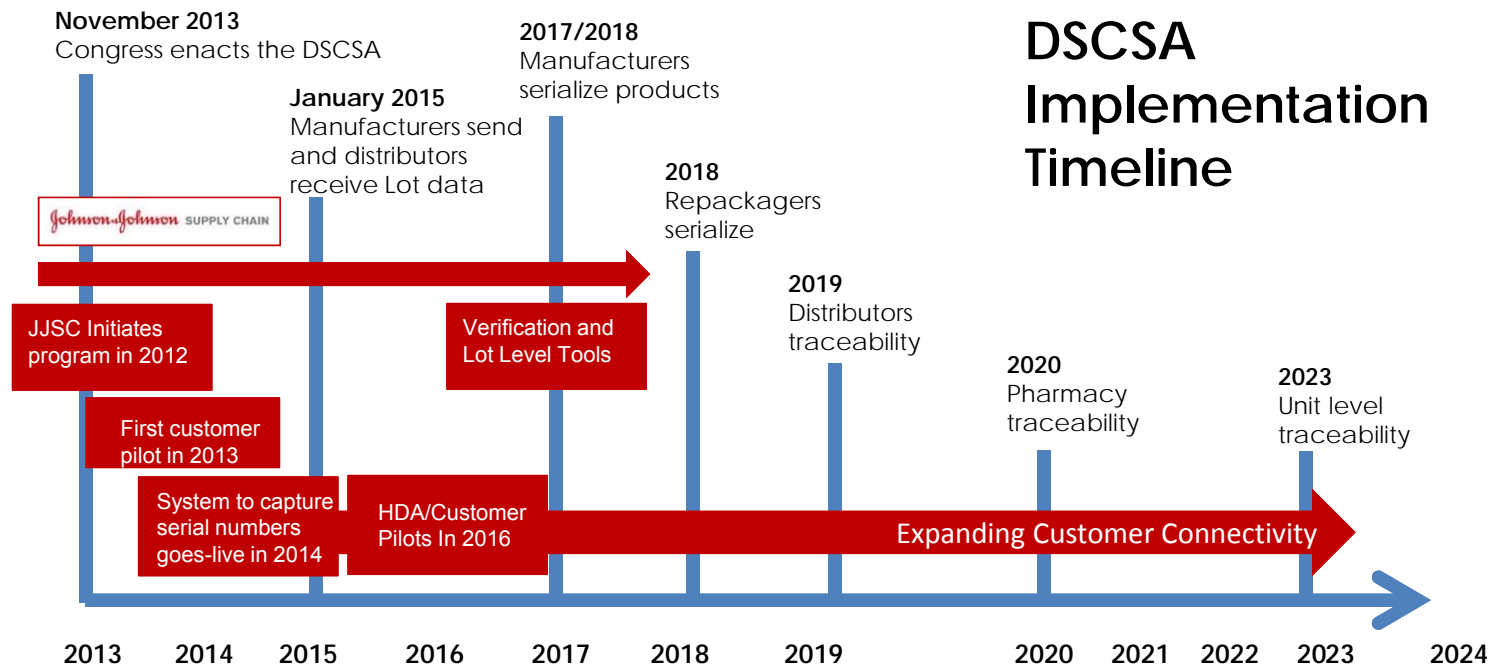 DSCSA
Implementation
Timeline
November 2013
Congress enacts the DSCSA
January 2015
Manufacturers send
and distributors
receive Lot data
2017/2018
Manufacturers
serialize products
2018
Repackagers
serialize
2019
Distributors
traceability
2020
Pharmacy
traceability
2023
Unit level
traceability
Johnson & Johnson SUPPLY CHAIN
JJSC Initiates
program in 2012
Verification and
Lot Level Tools
First customer
pilot in 2013
System to capture
serial numbers
goes-live in 2014
HDA/Customer
Pilots In 2016
Expanding Customer Connectivity
2013 2014 2015 2016 2017 2018 2019 2020 2021 2022 2023 2024